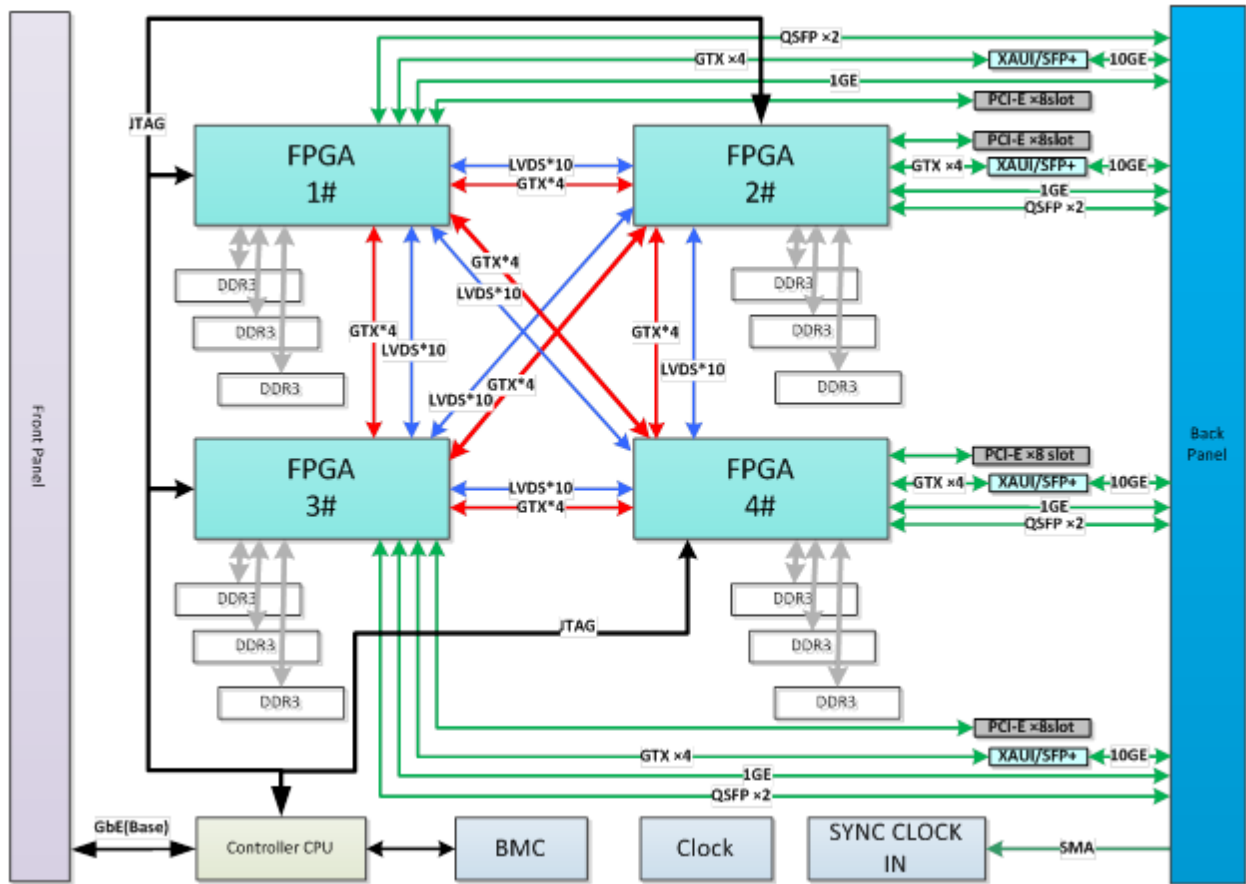 QSFP ×2
GTX ×4
XAUI/SFP+
10GE
1GE
PCI-E ×8slot
JTAG
FPGA
1#
LVDS*10
GTX*4
FPGA
2#
PCI-E ×8slot
GTX ×4
XAUI/SFP+
10GE
1GE
QSFP ×2
DDR3
DDR3
DDR3
GTX*4
LVDS*10
GTX*4
LVDS*10
GTX*4
LVDS*10
GTX*4
LVDS*10
DDR3
DDR3
DDR3
Front Panel
Back
Panel
FPGA
3#
LVDS*10
GTX*4
FPGA
4#
PCI-E ×8 slot
GTX ×4
XAUI/SFP+
10GE
1GE
QSFP ×2
DDR3
DDR3
DDR3
JTAG
DDR3
DDR3
DDR3
PCI-E ×8slot
GTX ×4
XAUI/SFP+
10GE
1GE
QSFP ×2
GbE(Base)
Controller CPU
BMC
Clock
SYNC CLOCK
IN
SMA